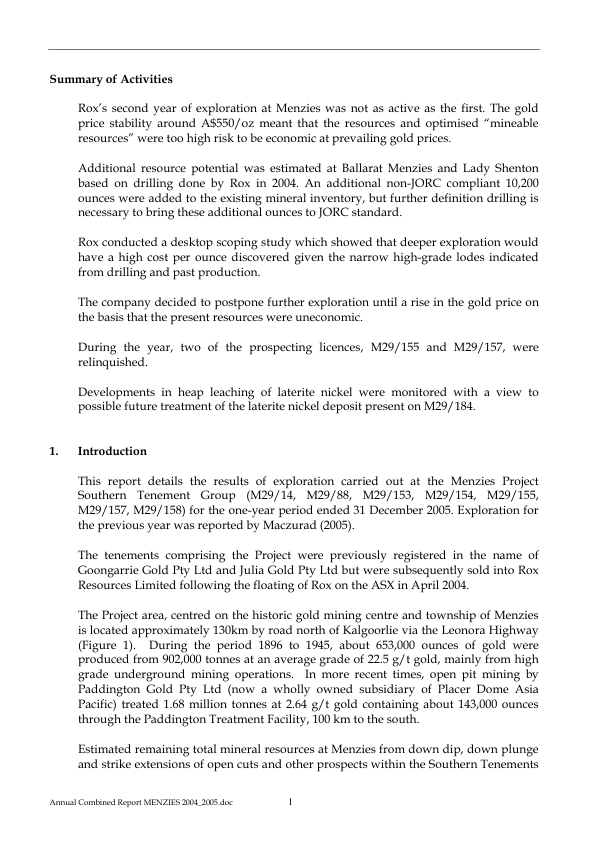 Summary of Activities
Rox's second year of exploration at Menzies was not as active as the first. The gold
price stability around A$550/oz meant that the resources and optimised "mineable
resources" were too high risk to be economic at prevailing gold prices.
Additional resource potential was estimated at Ballarat Menzies and Lady Shenton
based on drilling done by Rox in 2004. An additional non-JORC compliant 10,200
ounces were added to the existing mineral inventory, but further definition drilling is
necessary to bring these additional ounces to JORC standard.
Rox conducted a desktop scoping study which showed that deeper exploration would
have a high cost per ounce discovered given the narrow high-grade lodes indicated
from drilling and past production.
The company decided to postpone further exploration until a rise in the gold price on
the basis that the present resources were uneconomic.
During the year, two of the prospecting licences, M29/155 and M29/157, were
relinquished.
Developments in heap leaching of laterite nickel were monitored with a view to
possible future treatment of the laterite nickel deposit present on M29/184.
1. Introduction
This report details the results of exploration carried out at the Menzies Project
Southern Tenement Group (M29/14, M29/88, M29/153, M29/154, M29/155,
M29/157, M29/158) for the one-year period ended 31 December 2005. Exploration for
the previous year was reported by Maczurad (2005).
The tenements comprising the Project were previously registered in the name of
Goongarrie Gold Pty Ltd and Julia Gold Pty Ltd but were subsequently sold into Rox
Resources Limited following the floating of Rox on the ASX in April 2004.
The Project area, centred on the historic gold mining centre and township of Menzies
is located approximately 130km by road north of Kalgoorlie via the Leonora Highway
(Figure 1). During the period 1896 to 1945, about 653,000 ounces of gold were
produced from 902,000 tonnes at an average grade of 22.5 g/t gold, mainly from high
grade underground mining operations. In more recent times, open pit mining by
Paddington Gold Pty Ltd (now a wholly owned subsidiary of Placer Dome Asia
Pacific) treated 1.68 million tonnes at 2.64 g/t gold containing about 143,000 ounces
through the Paddington Treatment Facility, 100 km to the south.
Estimated remaining total mineral resources at Menzies from down dip, down plunge
and strike extensions of open cuts and other prospects within the Southern Tenements
Annual Combined Report MENZIES 2004_2005.doc 1